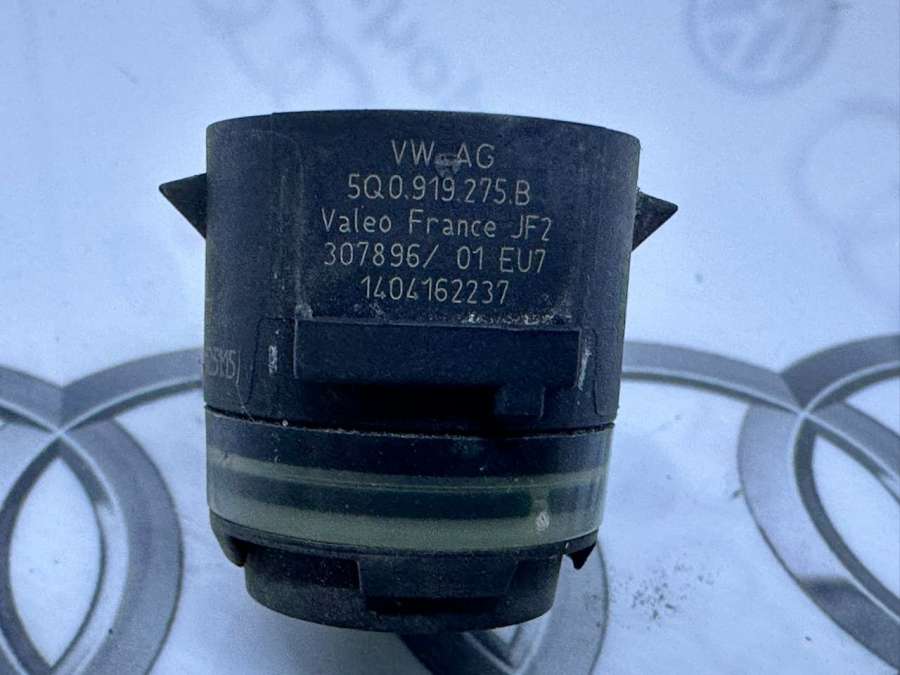 VW AG
5Q0.919.275.B
Valeo France JF2
307896/ 01 EU7
1404162237